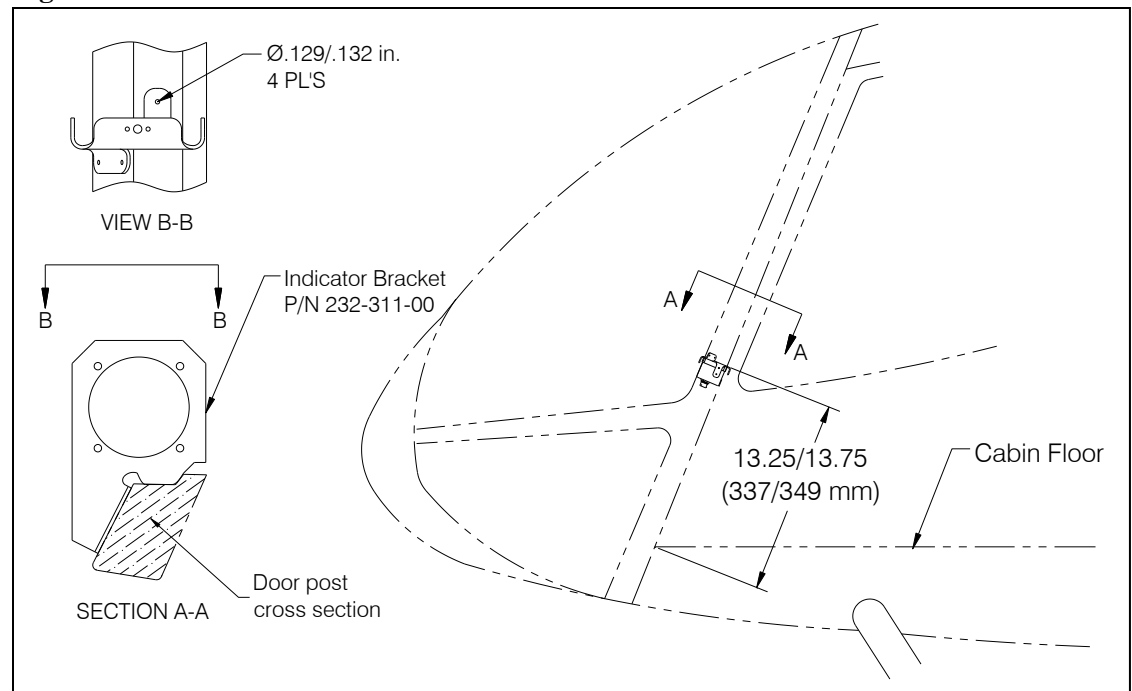 Ø.129/.132 in.
4 PL'S
VIEW B-B
B
B
Indicator Bracket
P/N 232-311-00
Door post
cross section
SECTION A-A
A
A
13.25/13.75
(337/349 mm)
Cabin Floor